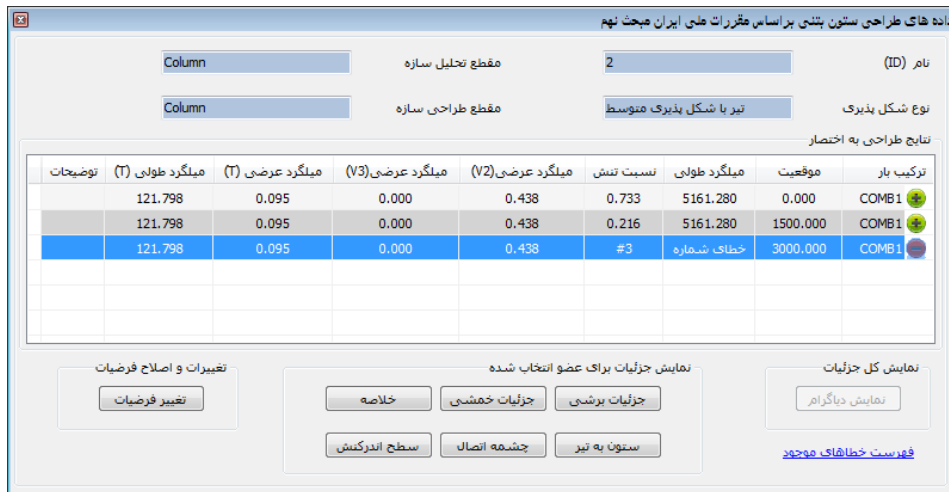 اده های طراحی ستون بتنی براساس مقررات ملی ایران مبحث نهم
نام (ID) 2 مقطع تحلیل سازه Column
نوع شکل پذیری تیر با شکل پذیری متوسط مقطع طراحی سازه Column
نتایج طراحی به اختصار
ترکیب بار موقعیت میلگرد طولی نسبت تنش میلگرد عرضی(V2) میلگرد عرضی(V3) میلگرد عرضی (T) میلگرد طولی (T) توضیحات
COMB1 0.000 5161.280 0.733 0.438 0.000 0.095 121.798
COMB1 1500.000 5161.280 0.216 0.438 0.000 0.095 121.798
COMB1 3000.000 خطای شماره #3 0.438 0.000 0.095 121.798
نمایش کل جزئیات نمایش جزئیات برای عضو انتخاب شده تغییرات و اصلاح فرضیات
نمایش دیاگرام جزئیات برشی جزئیات خمشی خلاصه تغییر فرضیات
فهرست خطاهای موجود ستون به تیر چشمه اتصال سطح اندرکنش